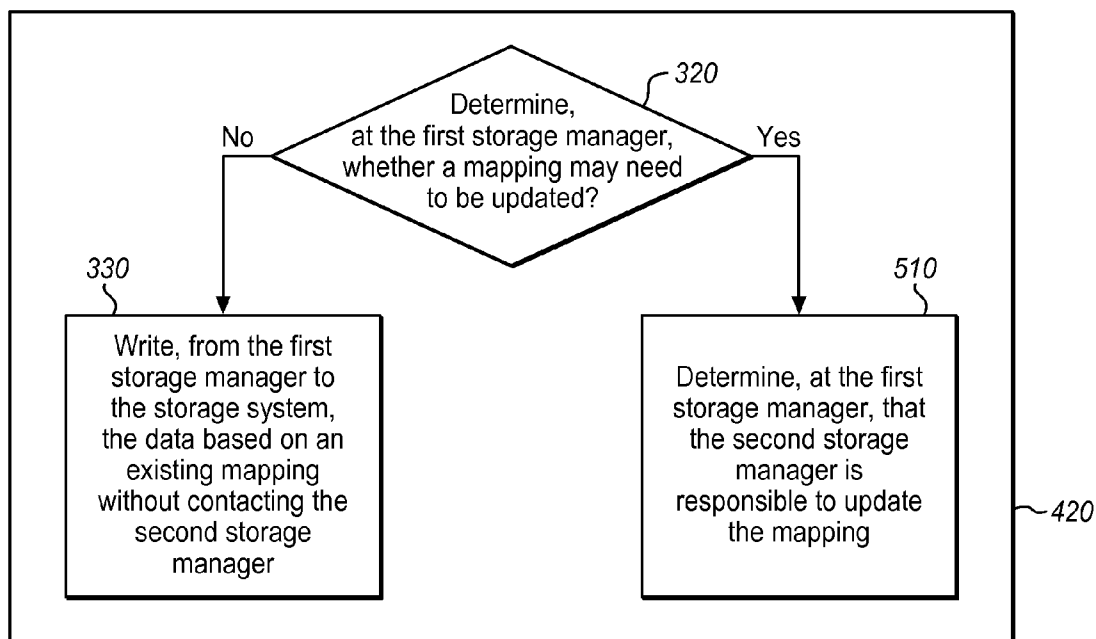 320
Determine,
at the first storage manager,
whether a mapping may need
to be updated?
No
Yes
330
Write, from the first
storage manager to
the storage system,
the data based on an
existing mapping
without contacting the
second storage
manager
510
Determine, at the first
storage manager, that
the second storage
manager is
responsible to update
the mapping
420